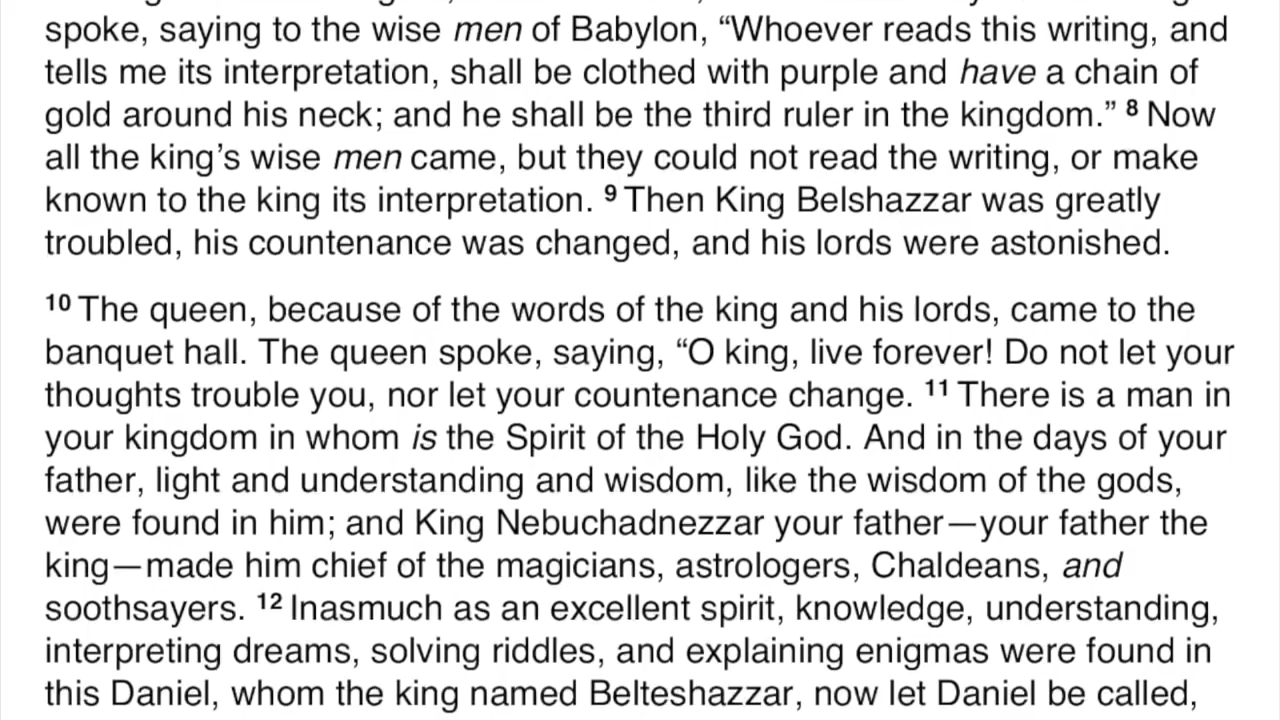 spoke, saying to the wise men of Babylon, “Whoever reads this writing, and
tells me its interpretation, shall be clothed with purple and have a chain of
gold around his neck; and he shall be the third ruler in the kingdom.” 8 Now
all the king’s wise men came, but they could not read the writing, or make
known to the king its interpretation. 9 Then King Belshazzar was greatly
troubled, his countenance was changed, and his lords were astonished.
10 The queen, because of the words of the king and his lords, came to the
banquet hall. The queen spoke, saying, “O king, live forever! Do not let your
thoughts trouble you, nor let your countenance change. 11 There is a man in
your kingdom in whom is the Spirit of the Holy God. And in the days of your
father, light and understanding and wisdom, like the wisdom of the gods,
were found in him; and King Nebuchadnezzar your father—your father the
king—made him chief of the magicians, astrologers, Chaldeans, and
soothsayers. 12 Inasmuch as an excellent spirit, knowledge, understanding,
interpreting dreams, solving riddles, and explaining enigmas were found in
this Daniel, whom the king named Belteshazzar, now let Daniel be called,